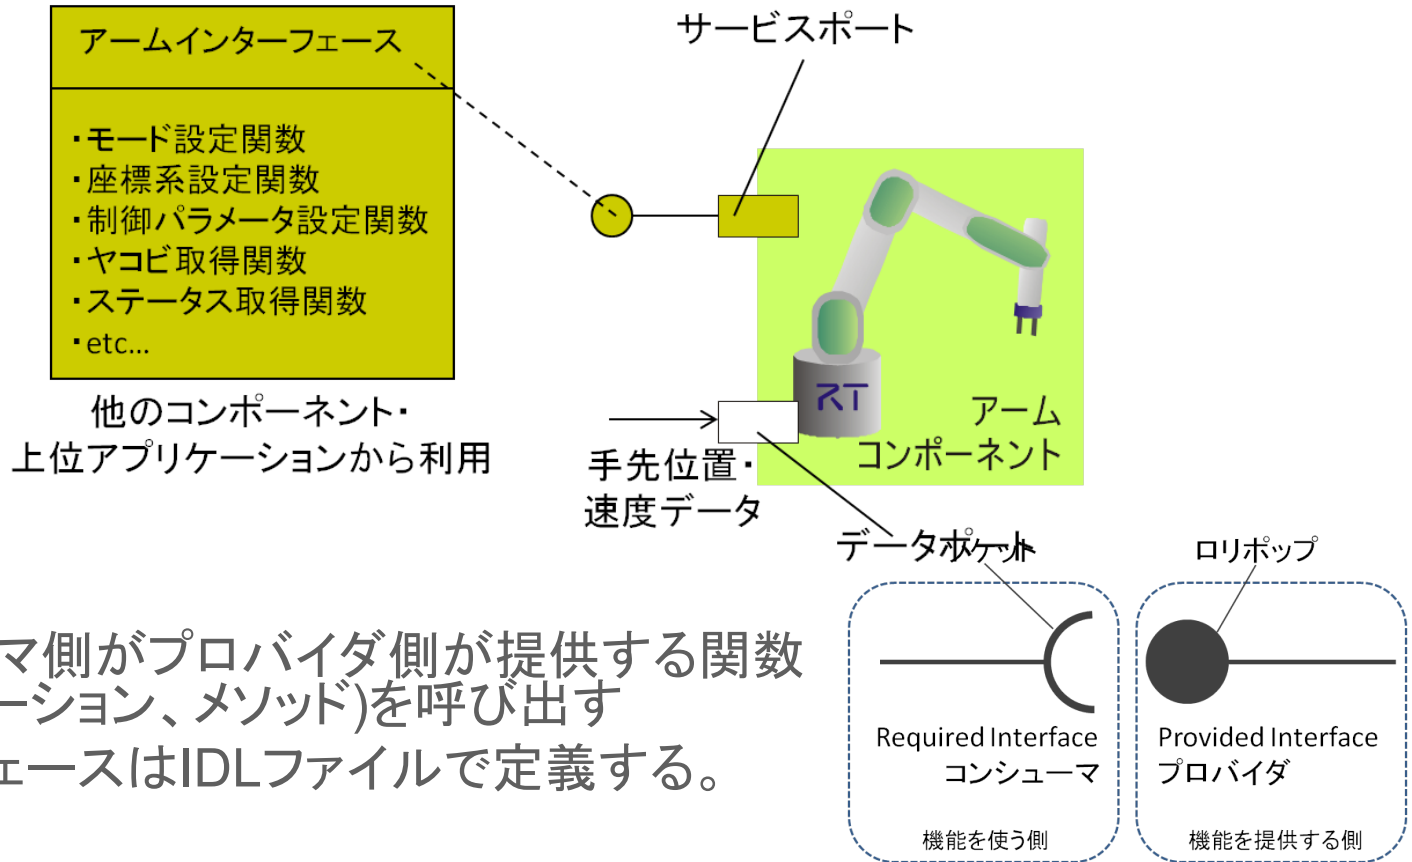 アームインターフェース
・モード設定関数
・座標系設定関数
・制御パラメータ設定関数
・ヤコビ取得関数
・ステータス取得関数
・etc...
他のコンポーネント・
上位アプリケーションから利用
サービスポート
RT
アーム
コンポーネント
手先位置・
速度データ
データポート
ソケット
ロリポップ
マ側がプロバイダ側が提供する関数
ーション、メソッド)を呼び出す
ェースはIDLファイルで定義する。
Required Interface
コンシューマ
機能を使う側
Provided Interface
プロバイダ
機能を提供する側